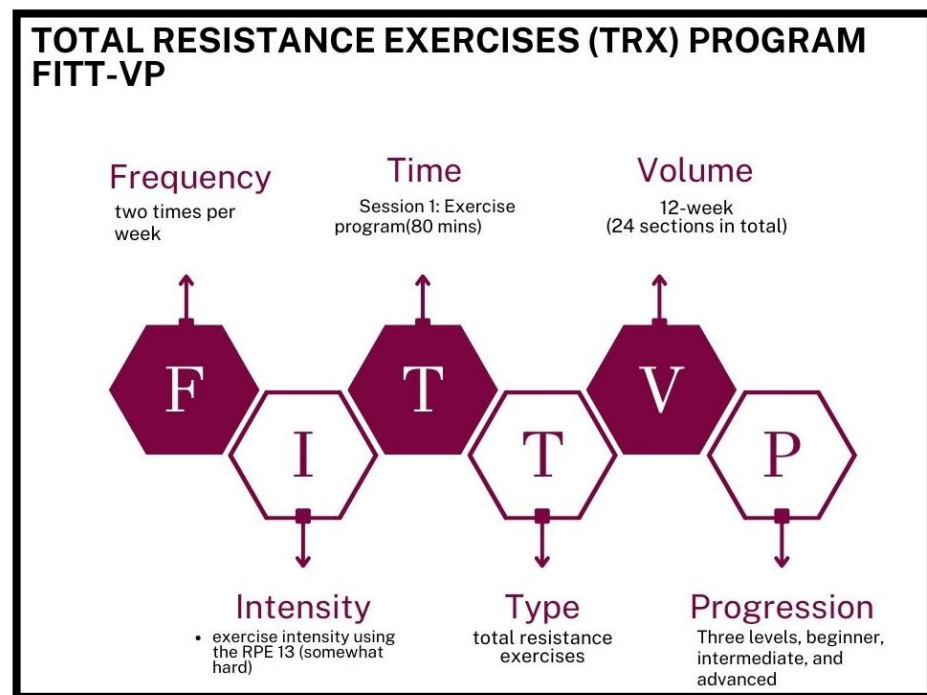 TOTAL RESISTANCE EXERCISES (TRX) PROGRAM
FITT-VP
Frequency
two times per
week
Time
Session 1: Exercise
program(80 mins)
Volume
12-week
(24 sections in total)
F
I
T
T
V
P
Intensity
• exercise intensity using
the RPE 13 (somewhat
hard)
Type
total resistance
exercises
Progression
Three levels, beginner,
intermediate, and
advanced